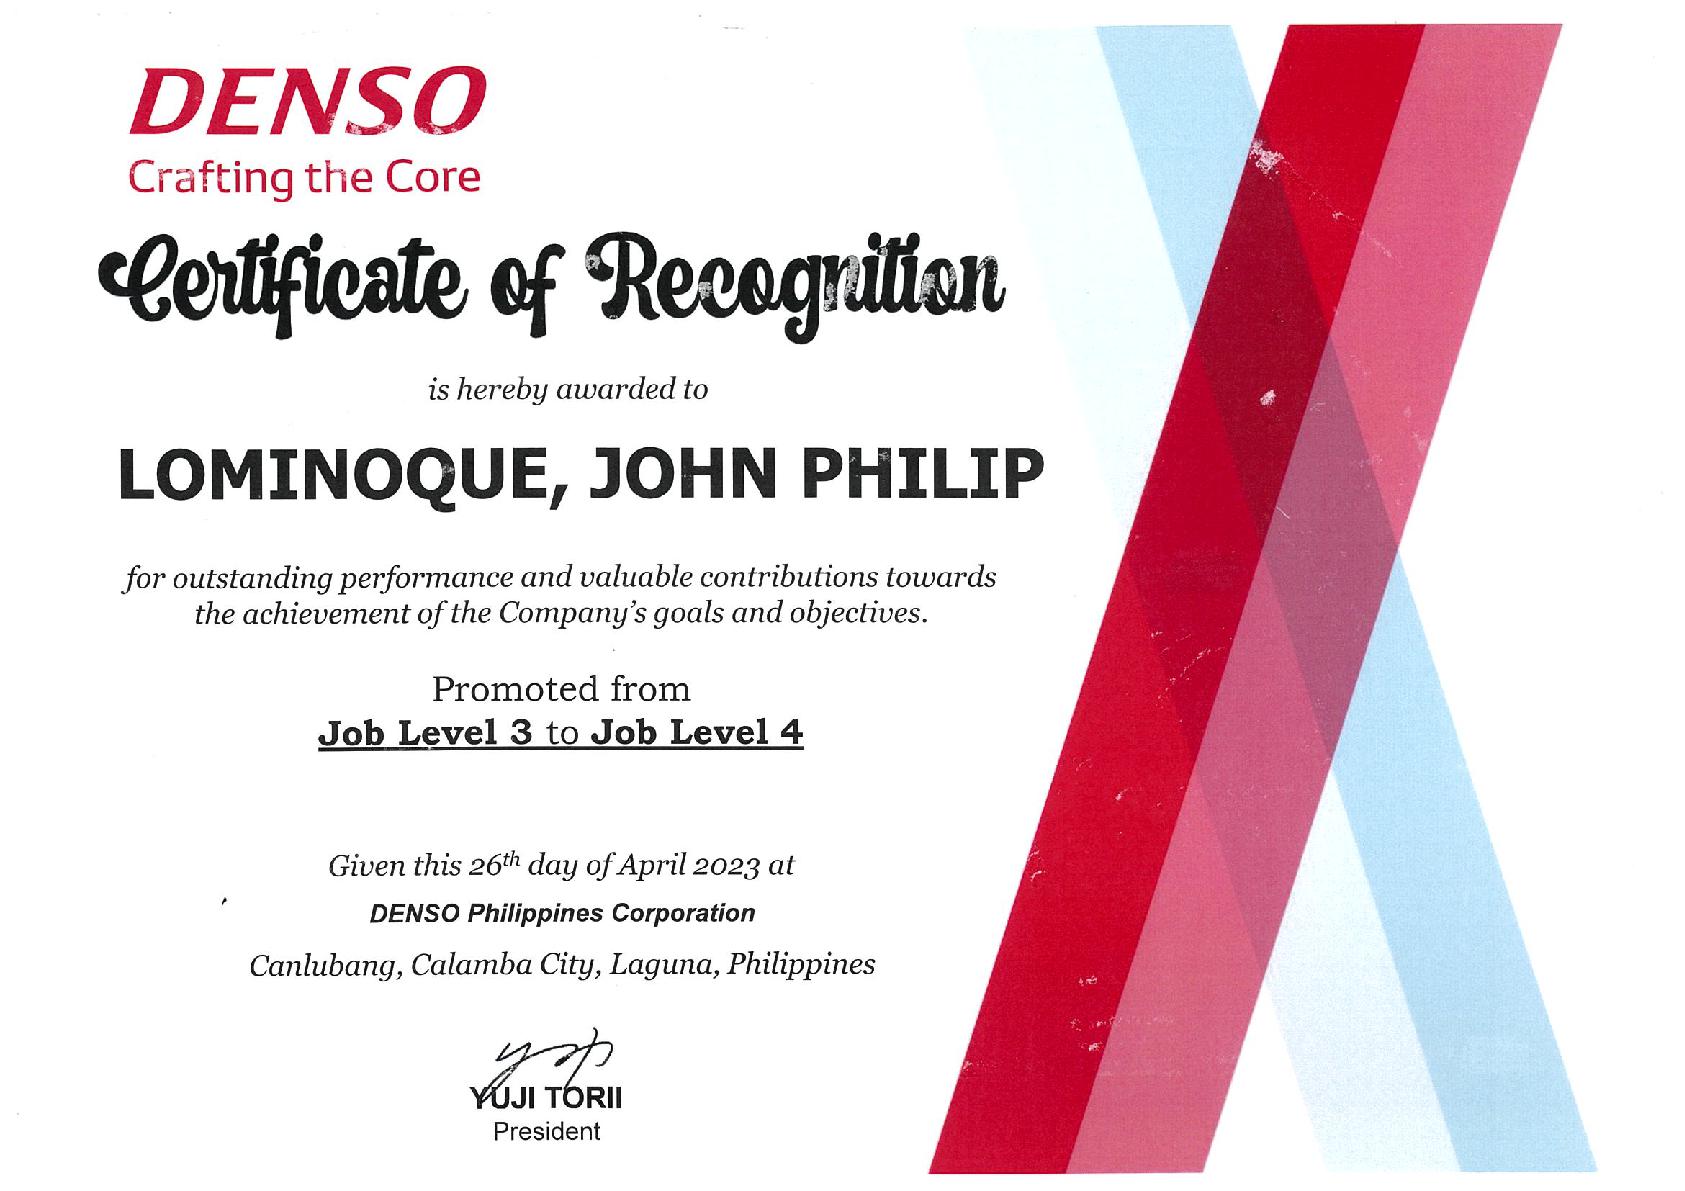 DENSO
Crafting the Core
Certificate of Recognition
is hereby awarded to
LOMINOQUE, JOHN PHILIP
for outstanding performance and valuable contributions towards
the achievement of the Company's goals and objectives.
Promoted from
Job Level 3 to Job Level 4
Given this 26th day of April 2023 at
DENSO Philippines Corporation
Canlubang, Calamba City, Laguna, Philippines
YUJI TORII
President